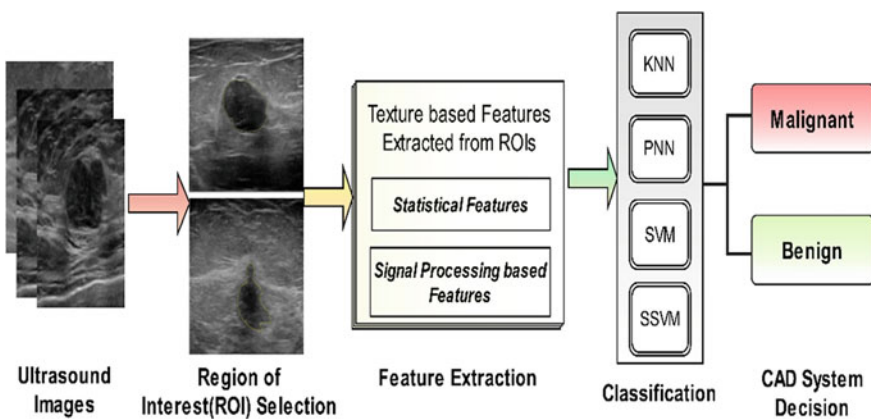 Texture based Features
Extracted from ROIs
Statistical Features
Signal Processing based
Features
KNN
PNN
SVM
SSVM
Malignant
Benign
Ultrasound
Images
Region of
Interest(ROI) Selection
Feature Extraction
Classification
CAD System
Decision